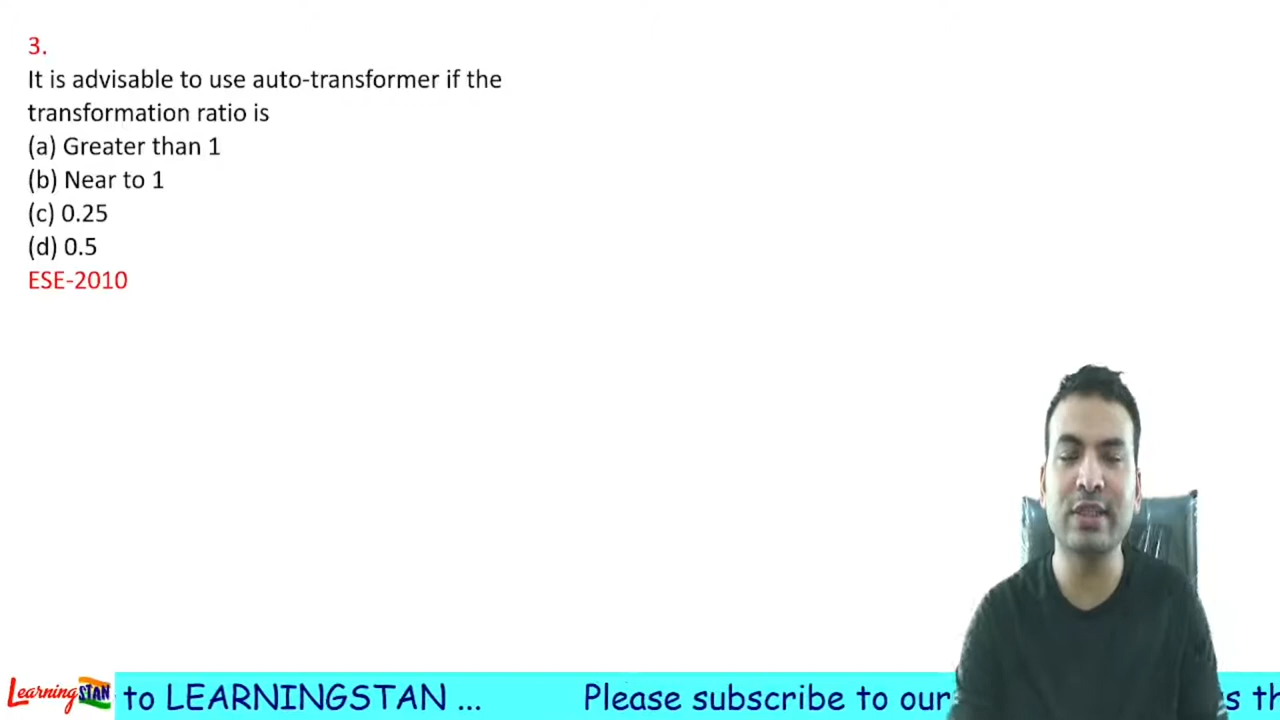 3.
It is advisable to use auto-transformer if the
transformation ratio is
(a) Greater than 1
(b) Near to 1
(c) 0.25
(d) 0.5
ESE-2010
LearningSTAN
to LEARNINGSTAN ... Please subscribe to our